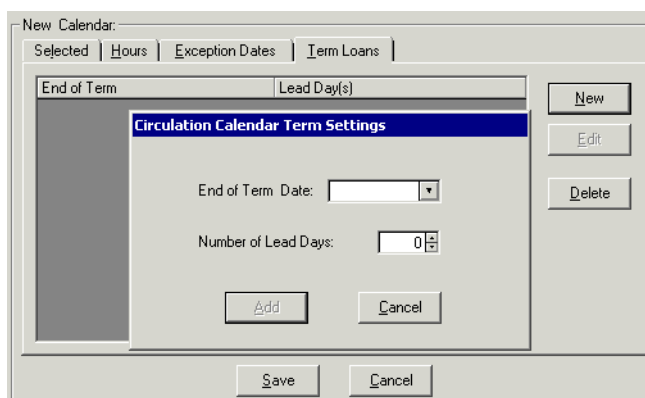 New Calendar:
Selected Hours Exception Dates Term Loans
End of Term Lead Day(s)
New
Circulation Calendar Term Settings
Edit
End of Term Date:
Delete
Number of Lead Days: 0
Add Cancel
Save Cancel